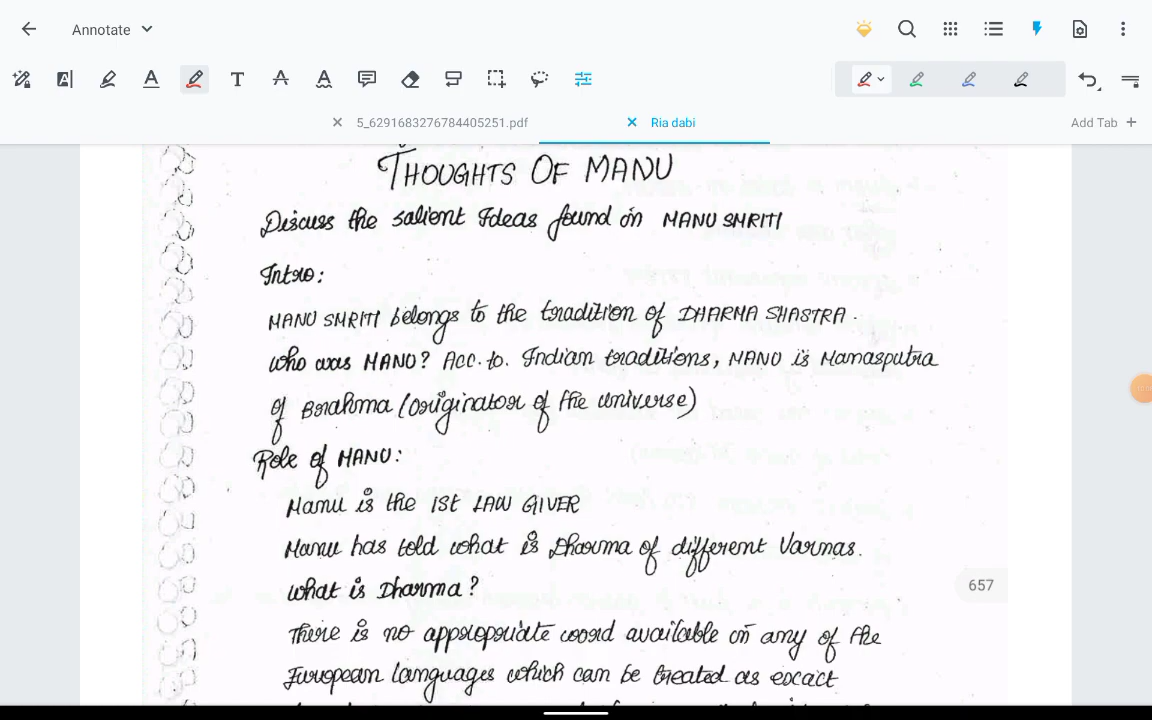 Annotate
5_6291683276784405251.pdf
Ria dabi
Add Tab +
THOUGHTS OF MANU
Discuss the salient Ideas found in MANU SMRITI
Intro:
MANU SMRITI belongs to the tradition of DHARMA SHASTRA.
Who was MANU? Acc. to. Indian traditions, MANU is Manasputra
of Brahma (Originator of the universe)
Role of MANU:
Manu is the 1ST LAW GIVER
Manu has told what is Dharma of different Varnas.
What is Dharma?
657
There is no appropriate word available in any of the
European languages which can be treated as excact